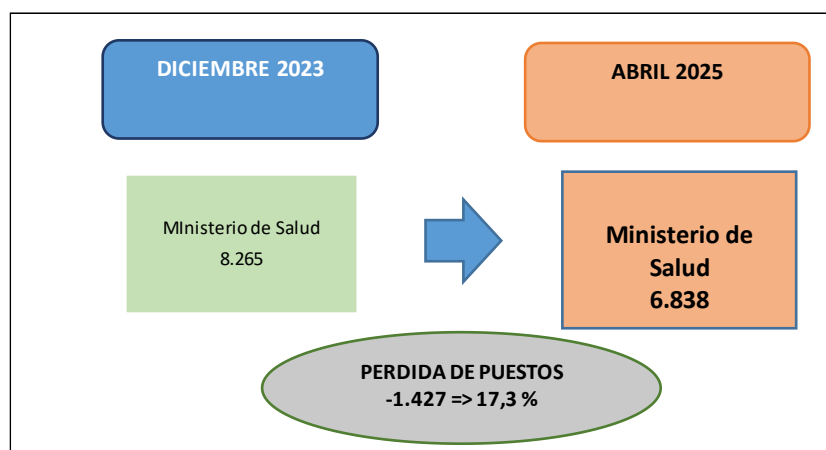 DICIEMBRE 2023
ABRIL 2025
MInisterio de Salud
8.265
Ministerio de
Salud
6.838
PERDIDA DE PUESTOS
-1.427 => 17,3 %